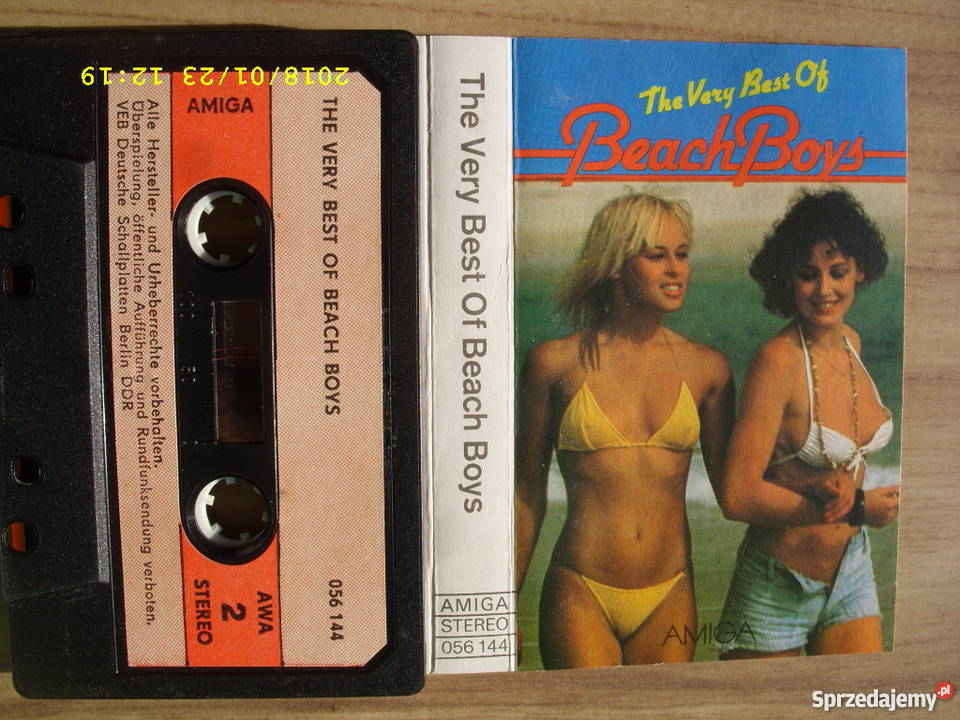 2018/01/23 12:19
AMIGA
THE VERY BEST OF BEACH BOYS
056 144
AWA
2
STEREO
Alle Hersteller- und Urheberrechte vorbehalten.
Überspielung, öffentliche Aufführung und Rundfunksendung verboten.
VEB Deutsche Schallplatten Berlin DDR
The Very Best Of Beach Boys
AMIGA
STEREO
056 144
The Very Best Of
Beach Boys
AMIGA
Sprzedajemy.pl